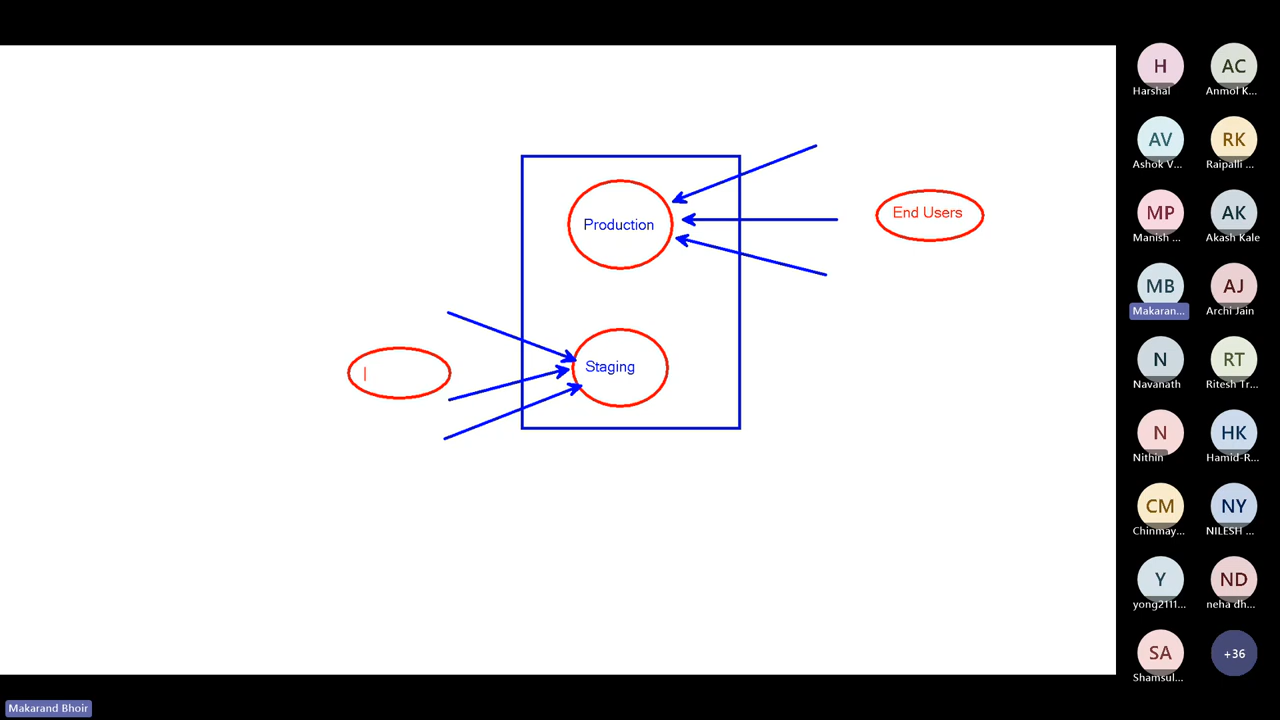 Production
End Users
Staging
H
Harshal
AC
Anmol K...
AV
Ashok V...
RK
Raipalli ...
MP
Manish ...
AK
Akash Kale
MB
Makaran...
AJ
Archi Jain
N
Navanath
RT
Ritesh Tr...
N
Nithin
HK
Hamid-R...
CM
Chinmay...
NY
NILESH ...
Y
yong2111...
ND
neha dh...
SA
Shamsul...
+36
Makarand Bhoir